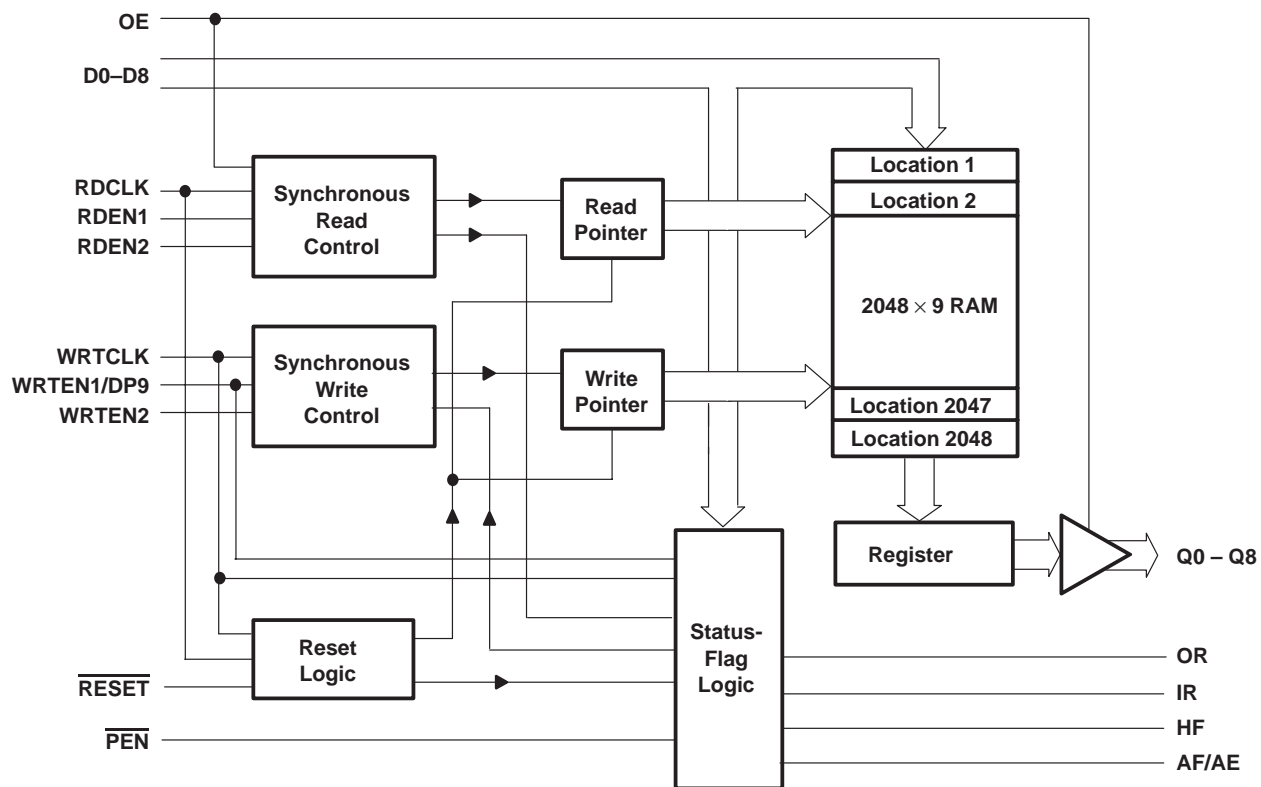 OE
D0–D8
RDCLK
RDEN1
RDEN2
Synchronous
Read
Control
Read
Pointer
Location 1
Location 2
2048 × 9 RAM
Location 2047
Location 2048
WRTCLK
WRTEN1/DP9
WRTEN2
Synchronous
Write
Control
Write
Pointer
Register
Q0 – Q8
Reset
Logic
RESET
PEN
Status-
Flag
Logic
OR
IR
HF
AF/AE